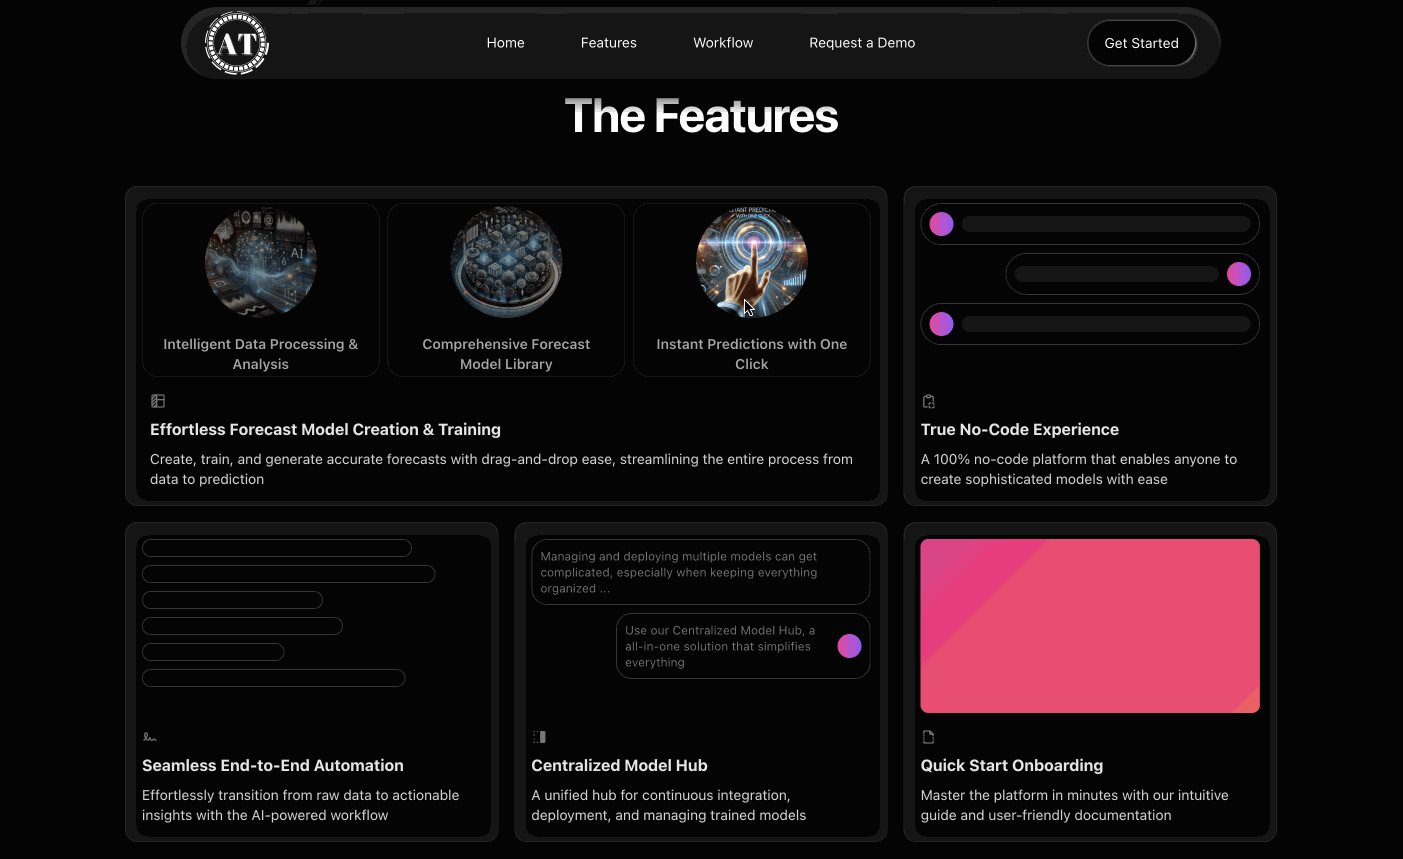 AT
Home
Features
Workflow
Request a Demo
Get Started
The Features
AI
WITH ONE CLICK
Intelligent Data Processing &
Analysis
Comprehensive Forecast
Model Library
Instant Predictions with One
Click
Effortless Forecast Model Creation & Training
Create, train, and generate accurate forecasts with drag-and-drop ease, streamlining the entire process from
data to prediction
True No-Code Experience
A 100% no-code platform that enables anyone to
create sophisticated models with ease
Managing and deploying multiple models can get
complicated, especially when keeping everything
organized ...
Use our Centralized Model Hub, a
all-in-one solution that simplifies
everything
Seamless End-to-End Automation
Effortlessly transition from raw data to actionable
insights with the AI-powered workflow
Centralized Model Hub
A unified hub for continuous integration,
deployment, and managing trained models
Quick Start Onboarding
Master the platform in minutes with our intuitive
guide and user-friendly documentation